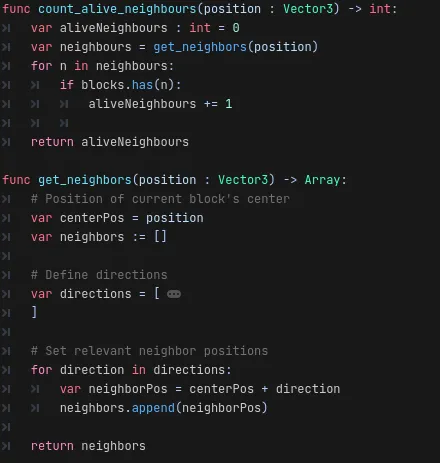 func count_alive_neighbours(position : Vector3) -> int:
var aliveNeighbours : int = 0
var neighbours = get_neighbors(position)
for n in neighbours:
if blocks.has(n):
aliveNeighbours += 1
return aliveNeighbours
func get_neighbors(position : Vector3) -> Array:
# Position of current block's center
var centerPos = position
var neighbors := []
# Define directions
var directions = [
]
# Set relevant neighbor positions
for direction in directions:
var neighborPos = centerPos + direction
neighbors.append(neighborPos)
return neighbors